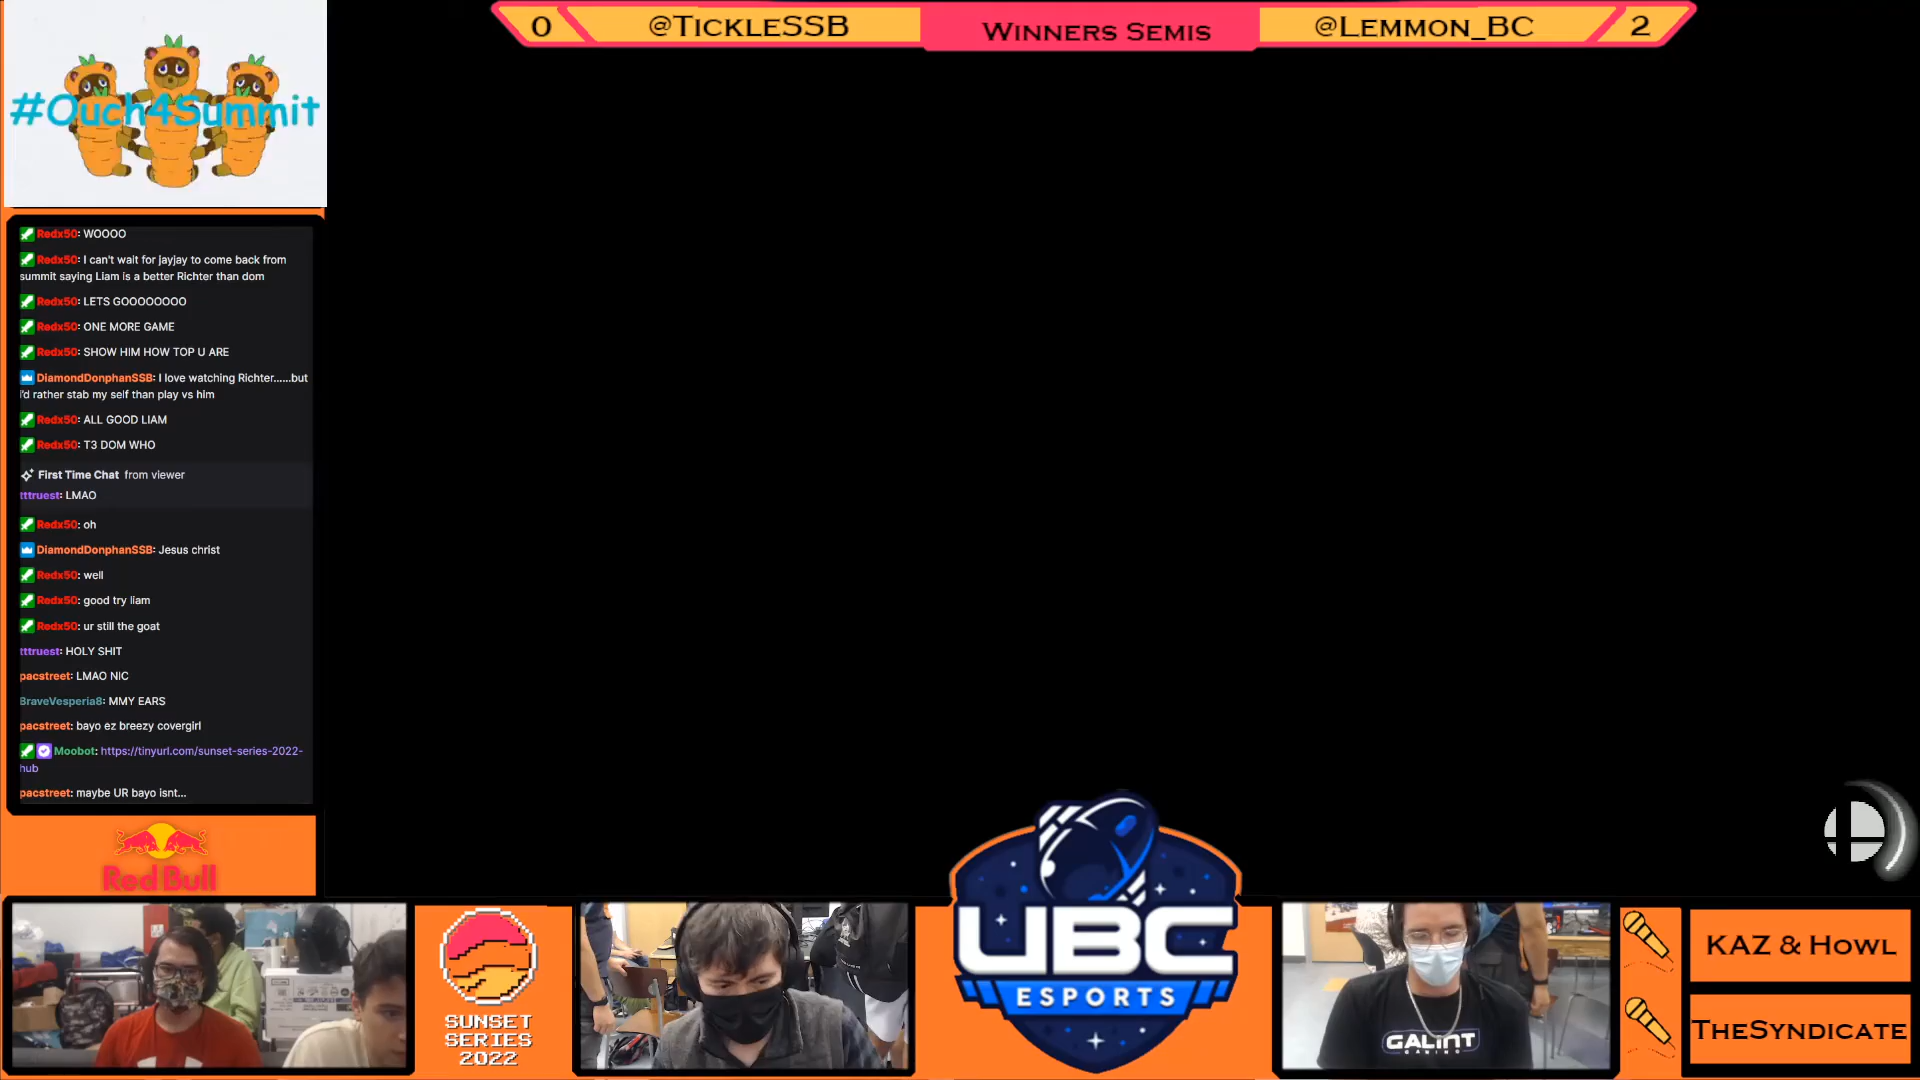 0
@TickleSSB
Winners Semis
@Lemmon_BC
2
#Ouch4Summit
Redx50: WOOOO
Redx50: I can't wait for jayjay to come back from
summit saying Liam is a better Richter than dom
Redx50: LETS GOOOOOOOO
Redx50: ONE MORE GAME
Redx50: SHOW HIM HOW TOP U ARE
DiamondDonphanSSB: I love watching Richter......but
i'd rather stab my self than play vs him
Redx50: ALL GOOD LIAM
Redx50: T3 DOM WHO
First Time Chat from viewer
tttruest: LMAO
Redx50: oh
DiamondDonphanSSB: Jesus christ
Redx50: well
Redx50: good try liam
Redx50: ur still the goat
tttruest: HOLY SHIT
pacstreet: LMAO NIC
BraveVesperia8: MMY EARS
pacstreet: bayo ez breezy covergirl
Moobot: https://tinyurl.com/sunset-series-2022-
hub
pacstreet: maybe UR bayo isnt...
Red Bull
SUNSET
SERIES
2022
UBC
ESPORTS
GALINT
GAMING
KAZ & Howl
TheSyndicate